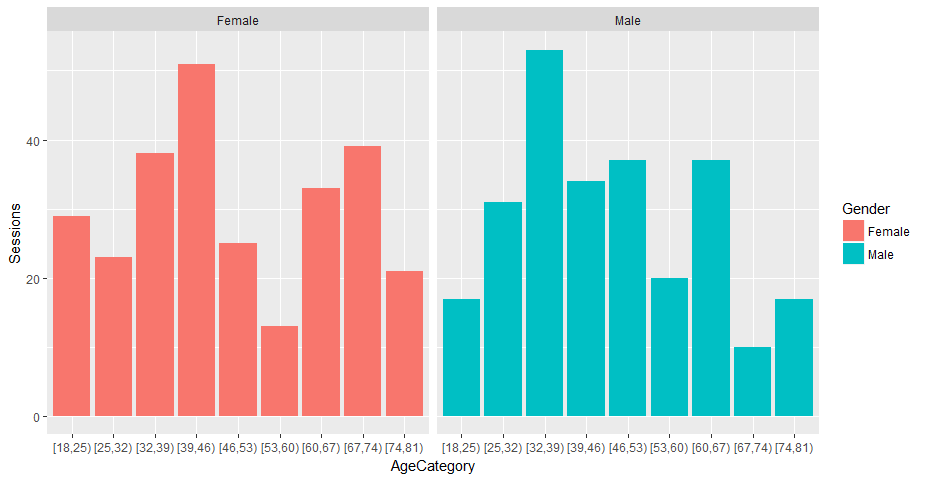 Female
Male
Sessions
40
20
0
[18,25) [25,32) [32,39) [39,46) [46,53) [53,60) [60,67) [67,74) [74,81)
[18,25) [25,32) [32,39) [39,46) [46,53) [53,60) [60,67) [67,74) [74,81)
AgeCategory
Gender
Female
Male